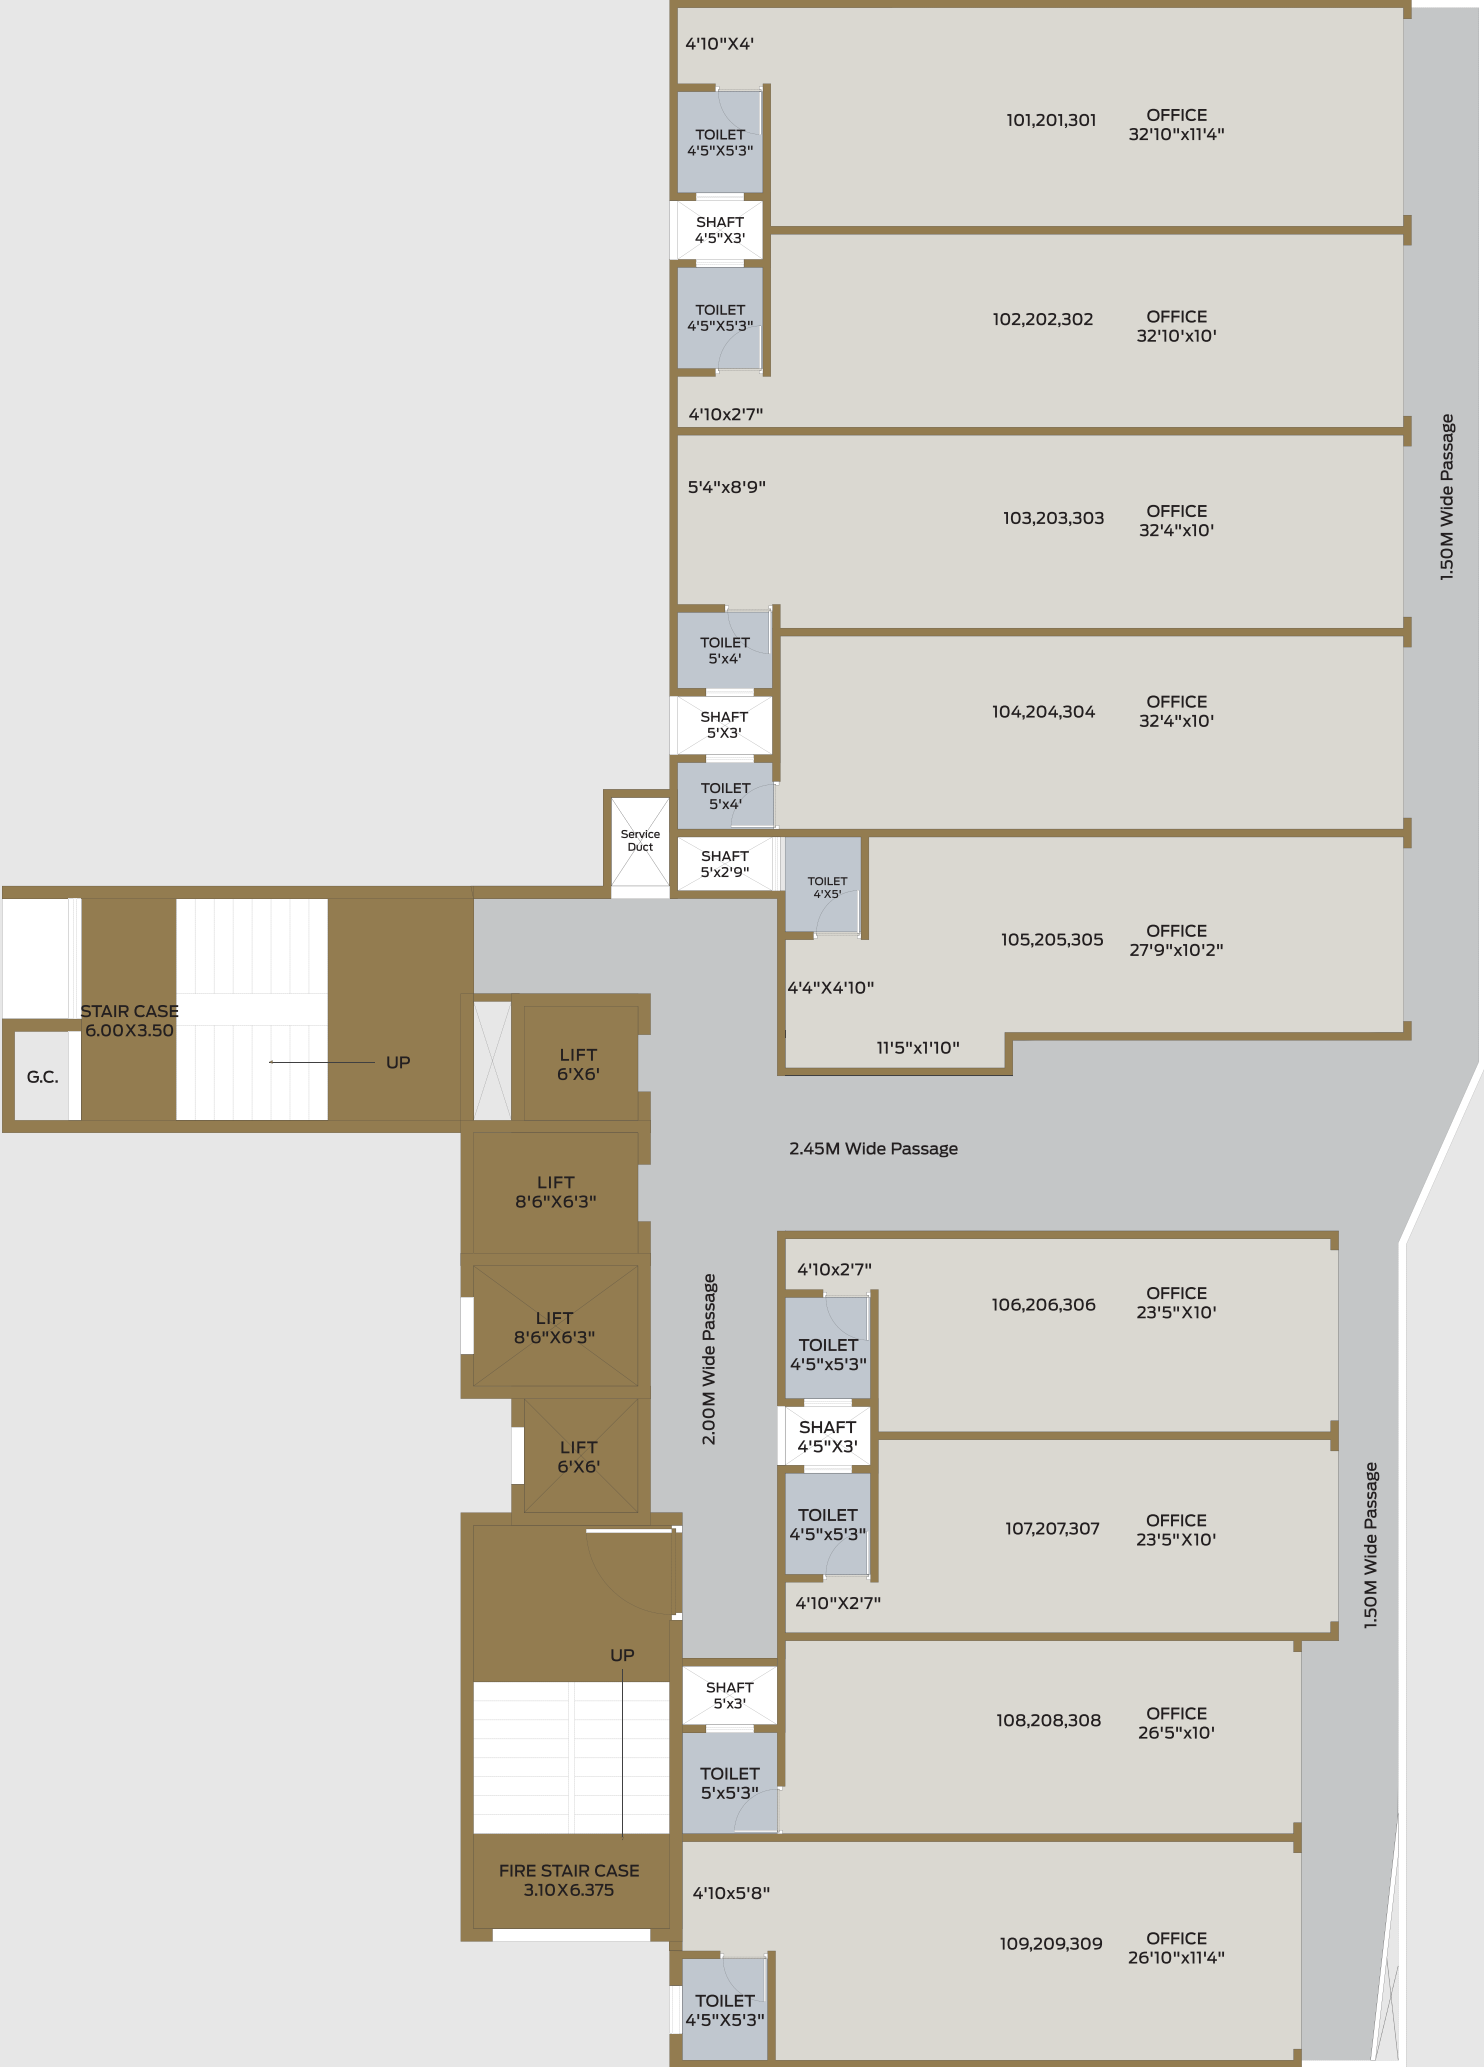 4'10"X4'
101,201,301
OFFICE
32'10"x11'4"
TOILET
4'5"X5'3"
SHAFT
4'5"X3'
TOILET
4'5"X5'3"
102,202,302
OFFICE
32'10'x10'
4'10x2'7"
5'4"x8'9"
103,203,303
OFFICE
32'4"x10'
1.50M Wide Passage
TOILET
5'x4'
SHAFT
5'X3'
104,204,304
OFFICE
32'4"x10'
TOILET
5'x4'
Service
Duct
SHAFT
5'x2'9"
TOILET
4'X5'
105,205,305
OFFICE
27'9"x10'2"
4'4"X4'10"
11'5"x1'10"
STAIR CASE
6.00X3.50
UP
G.C.
LIFT
6'X6'
2.45M Wide Passage
LIFT
8'6"X6'3"
LIFT
8'6"X6'3"
2.00M Wide Passage
4'10x2'7"
106,206,306
OFFICE
23'5"X10'
TOILET
4'5"x5'3"
SHAFT
4'5"X3'
LIFT
6'X6'
TOILET
4'5"x5'3"
107,207,307
OFFICE
23'5"X10'
1.50M Wide Passage
4'10"X2'7"
UP
SHAFT
5'x3'
108,208,308
OFFICE
26'5"x10'
TOILET
5'x5'3"
FIRE STAIR CASE
3.10X6.375
4'10x5'8"
109,209,309
OFFICE
26'10"x11'4"
TOILET
4'5"X5'3"